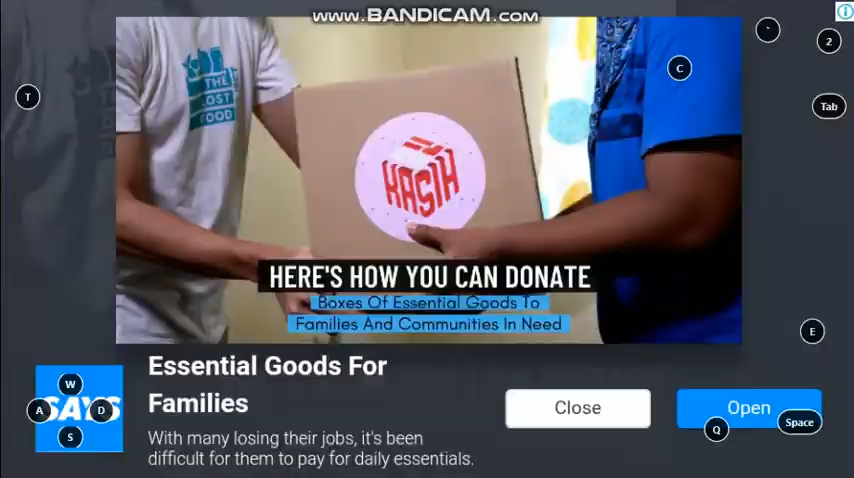 www.BANDICAM.com
`
2
T
C
Tab
THE
LOST
FOOD
KASIH
HERE'S HOW YOU CAN DONATE
Boxes Of Essential Goods To
Families And Communities In Need
E
Essential Goods For
Families
W
A SAYS D
S
Close
Open
Q
Space
With many losing their jobs, it's been
difficult for them to pay for daily essentials.